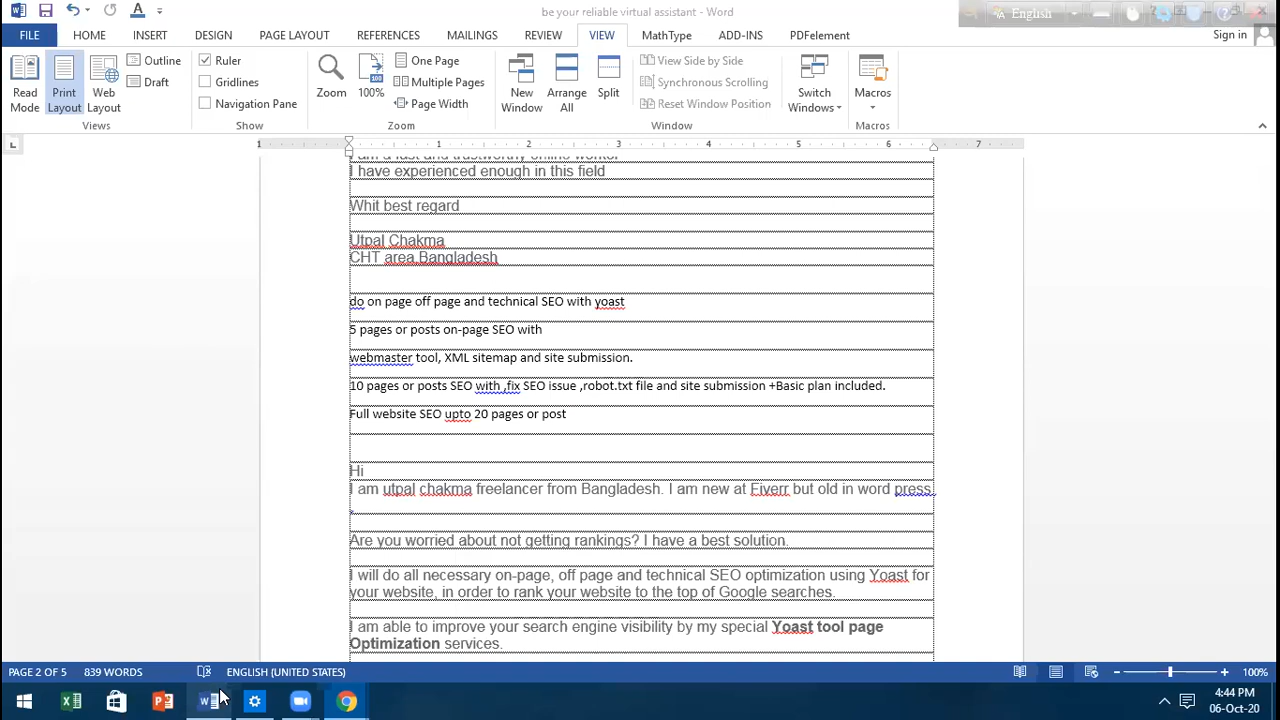 be your reliable virtual assistant - Word
English
FILE HOME INSERT DESIGN PAGE LAYOUT REFERENCES MAILINGS REVIEW VIEW MathType ADD-INS PDFelement Sign in
Read Mode
Print Layout
Web Layout
Outline
Draft
Views
Ruler
Gridlines
Navigation Pane
Show
Zoom
100%
One Page
Multiple Pages
Page Width
Zoom
New Window
Arrange All
Split
View Side by Side
Synchronous Scrolling
Reset Window Position
Window
Switch Windows
Macros
Macros
1 1 2 3 4 5 6 7
I am a fast and trustworthy online worker
I have experienced enough in this field
Whit best regard
Utpal Chakma
CHT area Bangladesh
do on page off page and technical SEO with yoast
5 pages or posts on-page SEO with
webmaster tool, XML sitemap and site submission.
10 pages or posts SEO with ,fix SEO issue ,robot.txt file and site submission +Basic plan included.
Full website SEO upto 20 pages or post
Hi
I am utpal chakma freelancer from Bangladesh. I am new at Fiverr but old in word press
.
Are you worried about not getting rankings? I have a best solution.
I will do all necessary on-page, off page and technical SEO optimization using Yoast for
your website, in order to rank your website to the top of Google searches.
I am able to improve your search engine visibility by my special Yoast tool page
Optimization services.
PAGE 2 OF 5 839 WORDS ENGLISH (UNITED STATES) 100%
4:44 PM
06-Oct-20